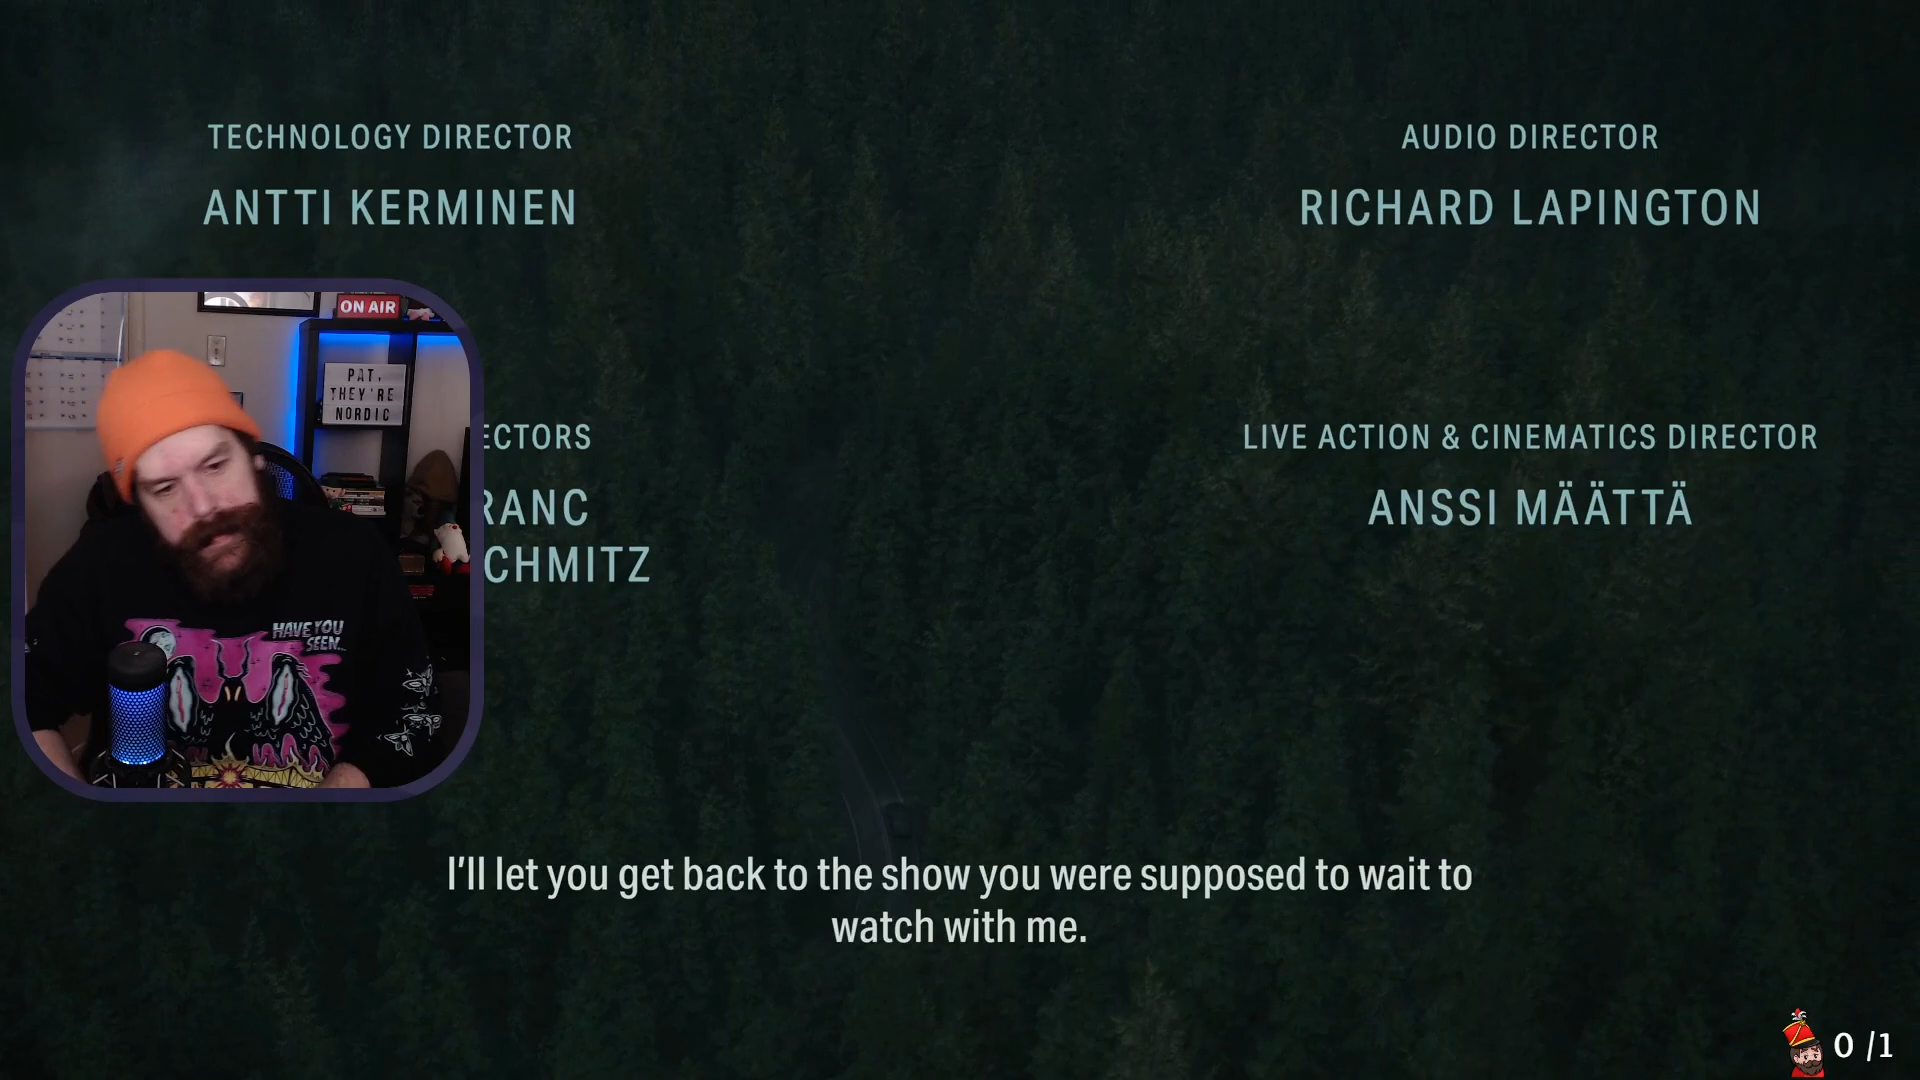 TECHNOLOGY DIRECTOR
ANTTI KERMINEN
AUDIO DIRECTOR
RICHARD LAPINGTON
ON AIR
PAT,
THEY'RE
NORDIC
ECTORS
RANC
CHMITZ
LIVE ACTION & CINEMATICS DIRECTOR
ANSSI MÄÄTTÄ
HAVE YOU
SEEN...
I'll let you get back to the show you were supposed to wait to
watch with me.
0 /1